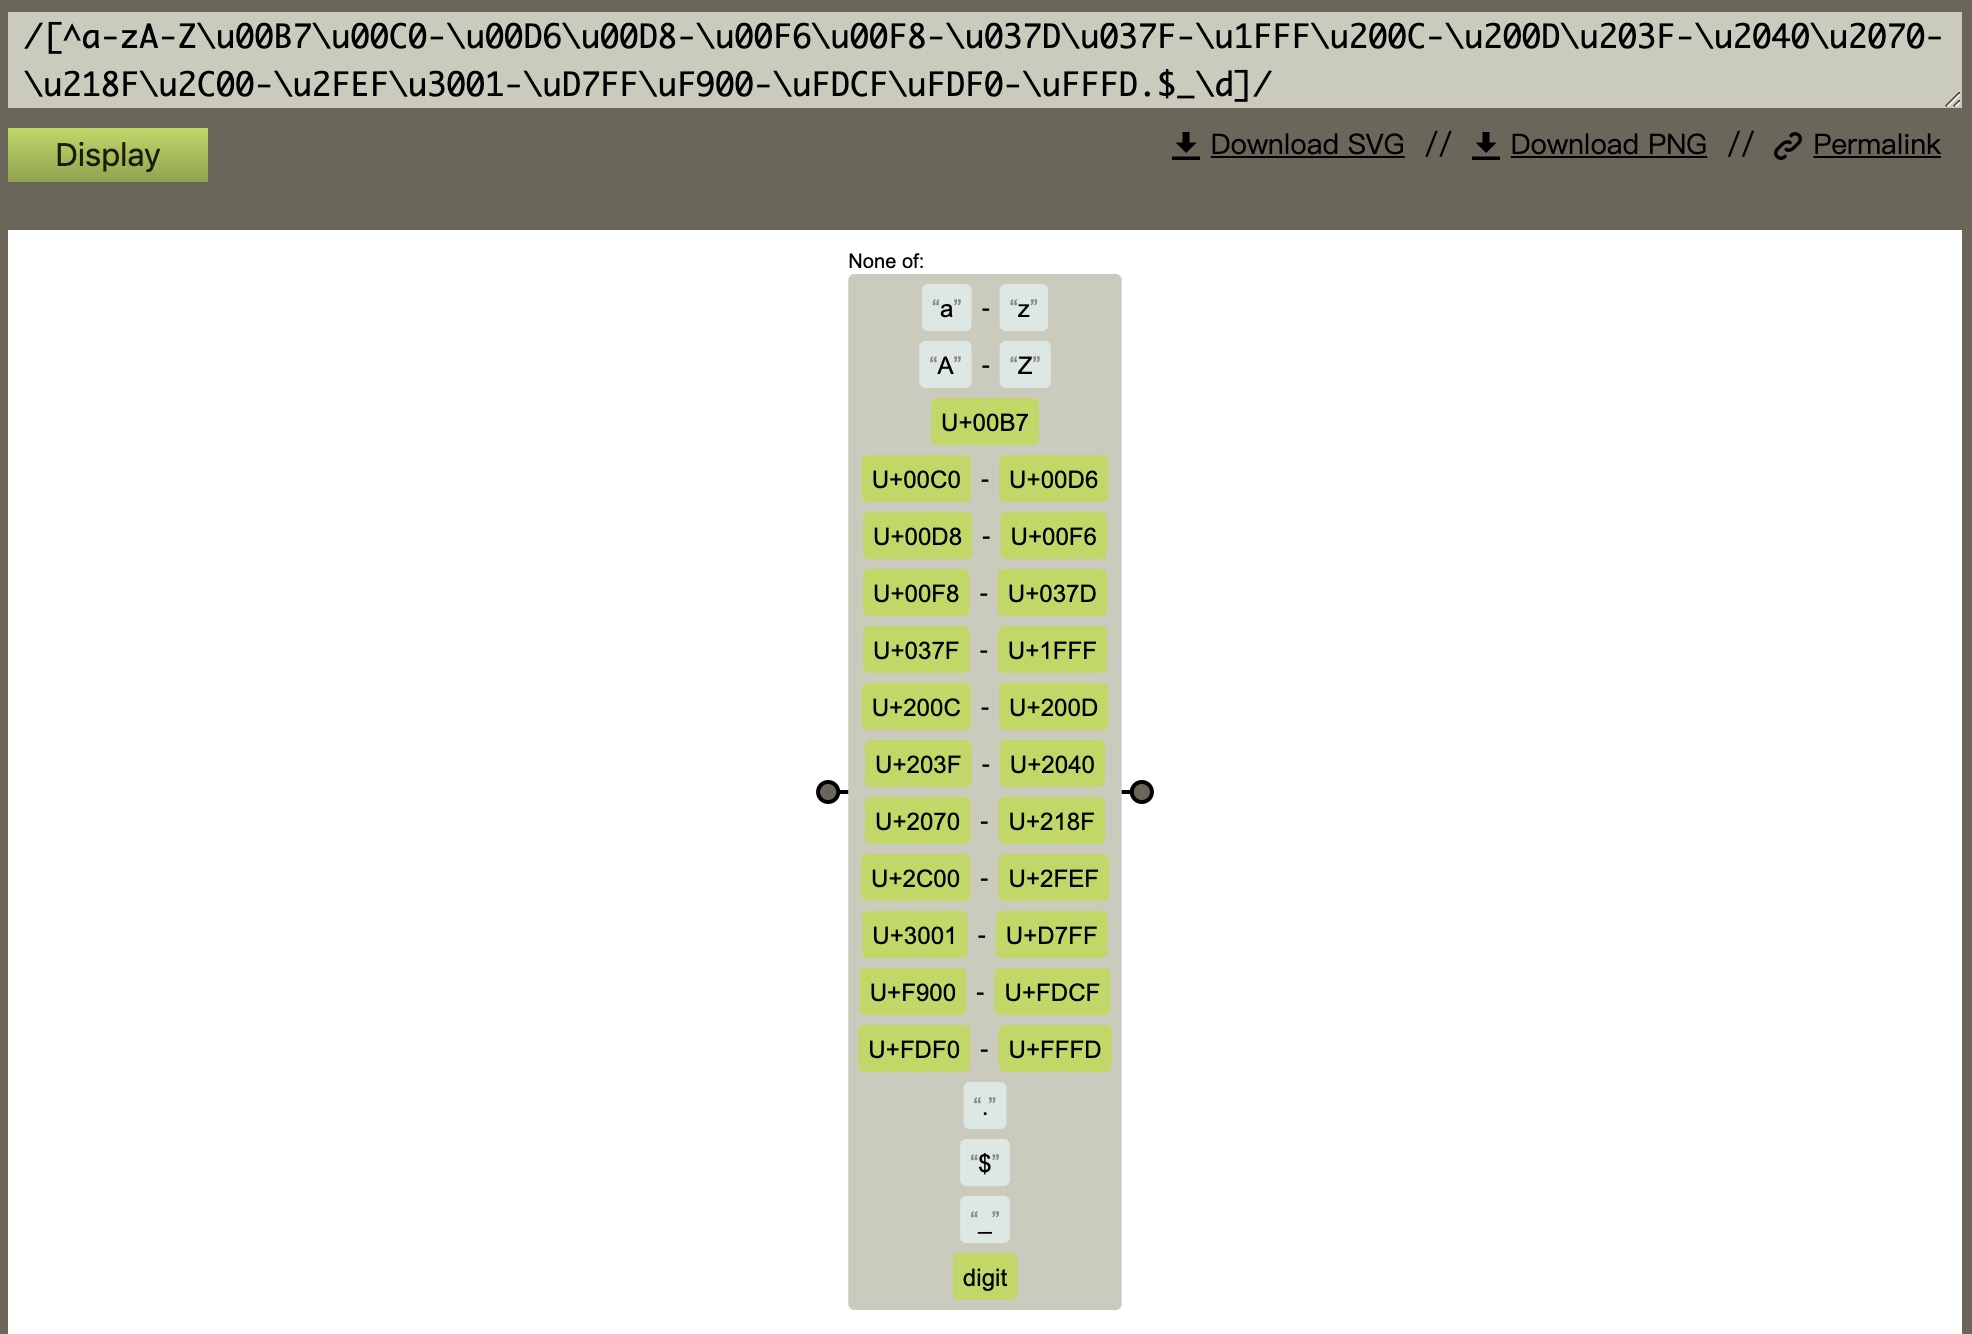 /[^a-zA-Z\u00B7\u00C0-\u00D6\u00D8-\u00F6\u00F8-\u037D\u037F-\u1FFF\u200C-\u200D\u203F-\u2040\u2070-
\u218F\u2C00-\u2FEF\u3001-\uD7FF\uF900-\uFDCF\uFDF0-\uFFFD.$_\d]/
Display
Download SVG // Download PNG // Permalink
None of:
“a” - “z”
“A” - “Z”
U+00B7
U+00C0 - U+00D6
U+00D8 - U+00F6
U+00F8 - U+037D
U+037F - U+1FFF
U+200C - U+200D
U+203F - U+2040
U+2070 - U+218F
U+2C00 - U+2FEF
U+3001 - U+D7FF
U+F900 - U+FDCF
U+FDF0 - U+FFFD
“.”
“$”
“_”
digit